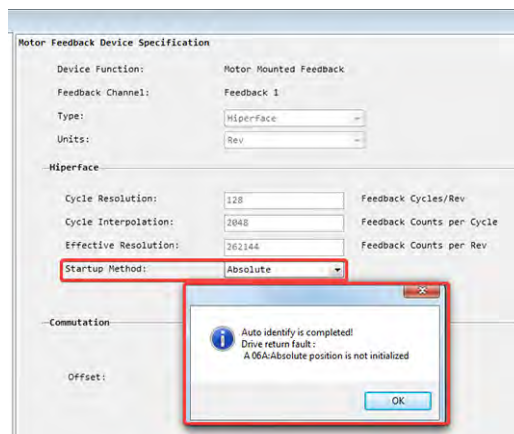 Motor Feedback Device Specification
Device Function: Motor Mounted Feedback
Feedback Channel: Feedback 1
Type: Hiperface
Units: Rev
Hiperface
Cycle Resolution: 128 Feedback Cycles/Rev
Cycle Interpolation: 2048 Feedback Counts per Cycle
Effective Resolution: 262144 Feedback Counts per Rev
Startup Method: Absolute
Commutation
Auto identify is completed!
Drive return fault :
A 06A:Absolute position is not initialized
Offset:
OK